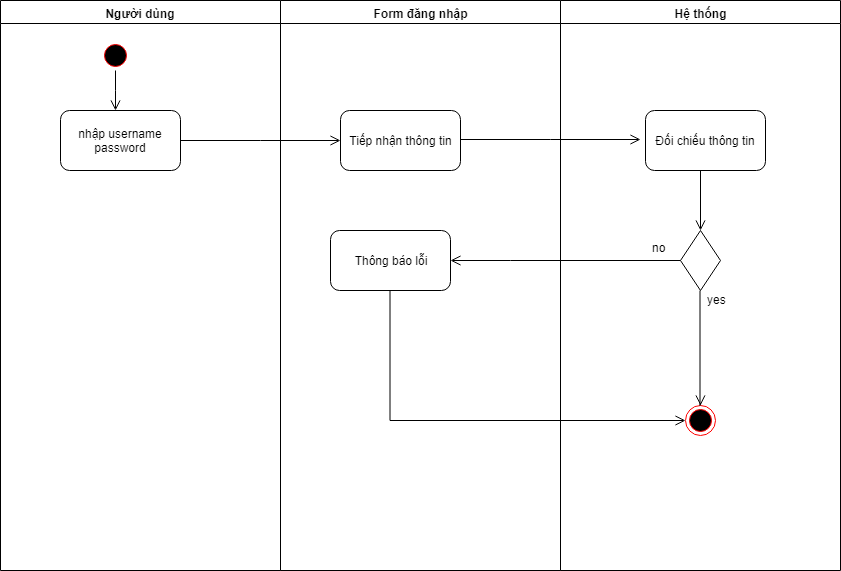 Người dùng
Form đăng nhập
Hệ thống
nhập username
password
Tiếp nhận thông tin
Đối chiếu thông tin
no
Thông báo lỗi
yes